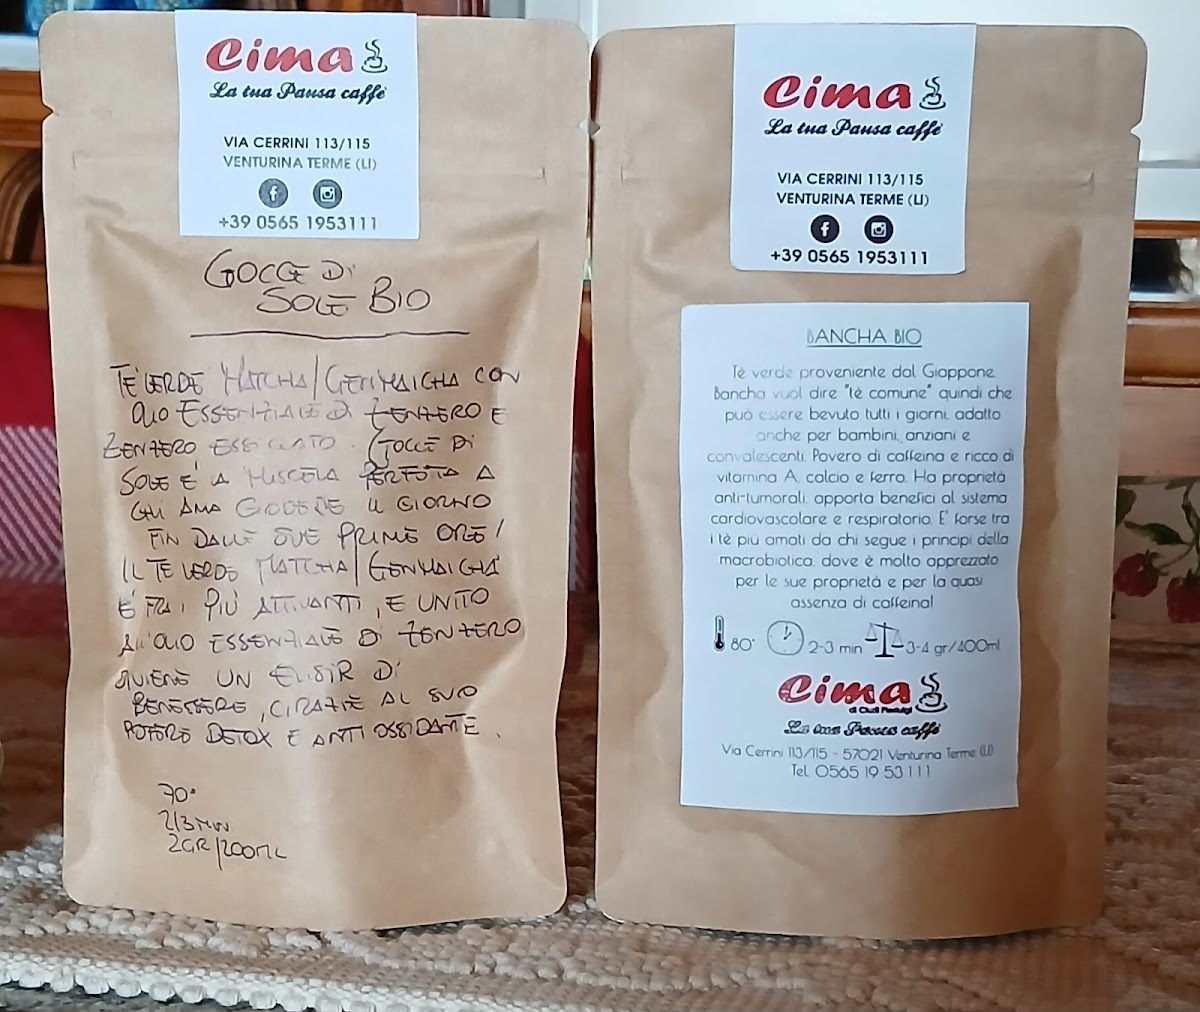 Cima
La tua Pausa caffè
VIA CERRINI 113/115
VENTURINA TERME (LI)
+39 0565 1953111
GOCCE DI
SOLE BIO
TE' VERDE MATCHA/GENMAICHA CON
OLIO ESSENZIALE DI ZENZERO E
ZENZERO ESSICCATO. GOCCE DI
SOLE E' LA MISCELA PERFETTA A
CHI AMA GODERE IL GIORNO
FIN DALLE SUE PRIME ORE!
IL TE VERDE MATCHA/GENMAICHA
E' FRA I PIÙ ATTIVANTI, E UNITO
ALL'OLIO ESSENZIALE DI ZENZERO
DIVIENE UN ELISIR DI
BENESSERE, GRAZIE AL SUO
POTERE DETOX E ANTIOSSIDANTE.
70°
2/3 MIN
2GR/200ML
Cima
La tua Pausa caffè
VIA CERRINI 113/115
VENTURINA TERME (LI)
+39 0565 1953111
BANCHA BIO
Tè verde proveniente dal Giappone.
Bancha vuol dire "tè comune" quindi che
può essere bevuto tutti i giorni, adatto
anche per bambini, anziani e
convalescenti. Povero di caffeina e ricco di
vitamina A, calcio e ferro. Ha proprietà
anti-tumorali, apporta benefici al sistema
cardiovascolare e respiratorio. E' forse tra
i tè più amati da chi segue i principi della
macrobiotica, dove è molto apprezzato
per le sue proprietà e per la quasi
assenza di caffeina!
80° 2-3 min 3-4 gr/400ml
Cima
La tua Pausa caffè
Via Cerrini 113/115 - 57021 Venturina Terme (LI)
Tel. 0565 19 53 111